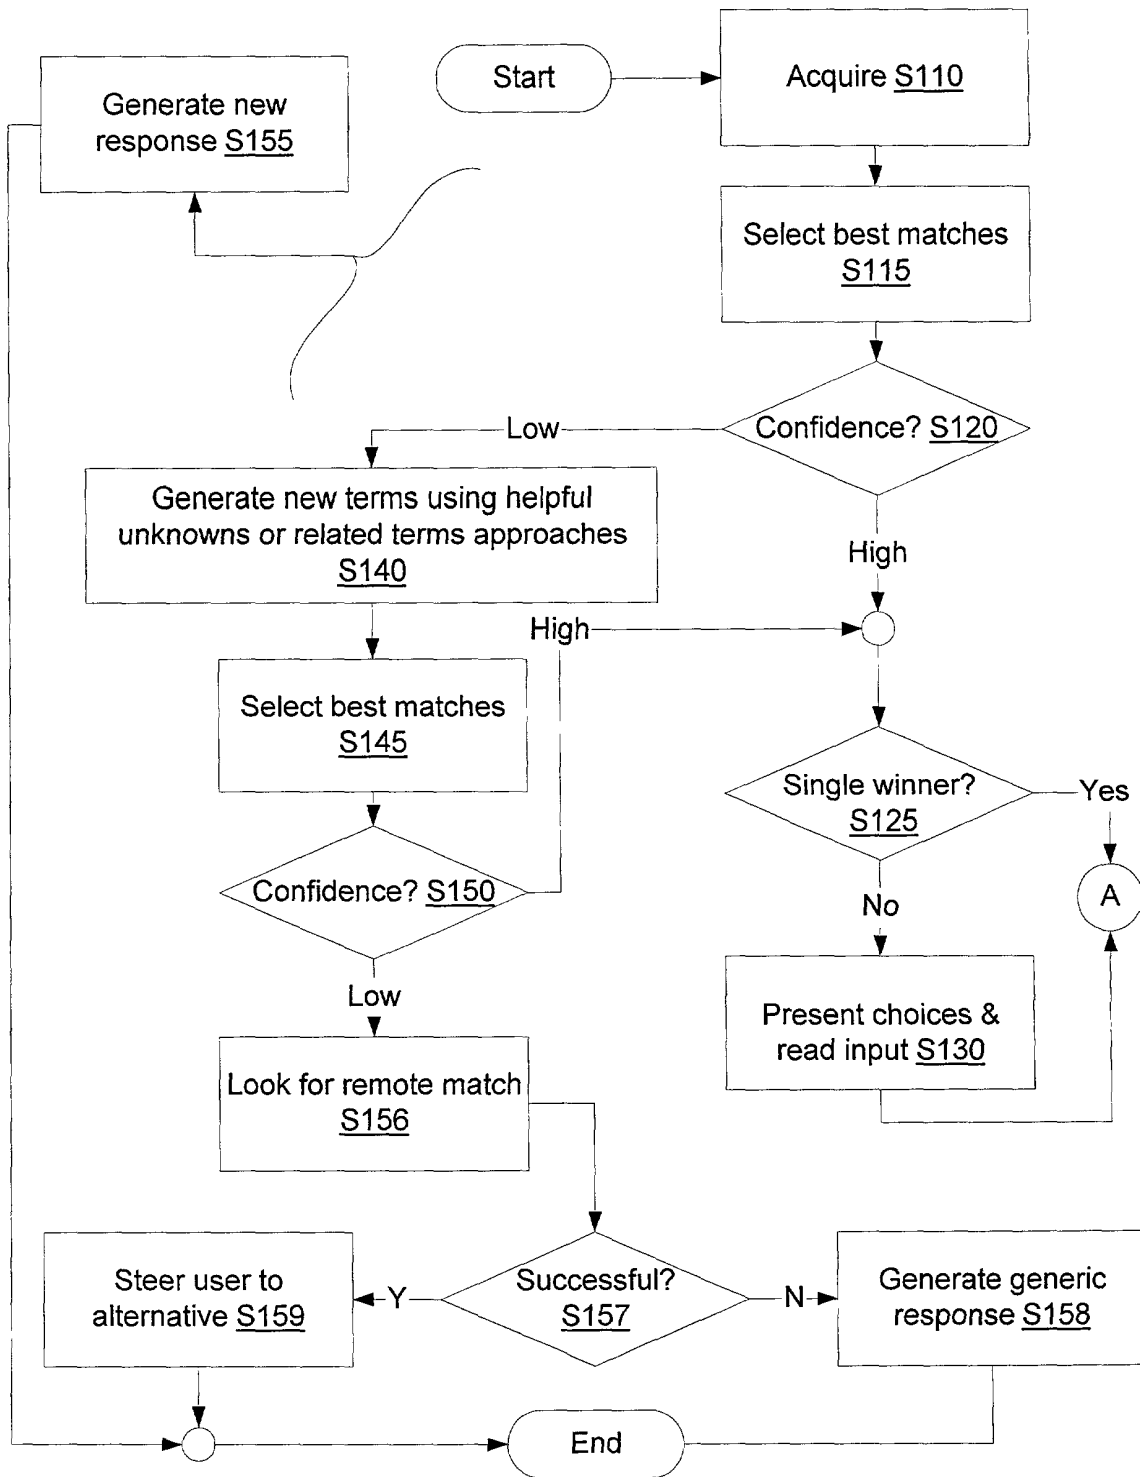 Start
Acquire S110
Generate new
response S155
Select best matches
S115
Confidence? S120
Low
Generate new terms using helpful
unknowns or related terms approaches
S140
High
High
Select best matches
S145
Single winner?
S125
Yes
A
Confidence? S150
No
Low
Present choices &
read input S130
Look for remote match
S156
Steer user to
alternative S159
Y
Successful?
S157
N
Generate generic
response S158
End